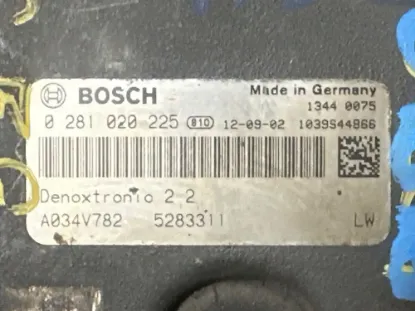 BOSCH
Made in Germany
1344 0075
0 281 020 225 810 12-09-02 1039S44866
Denoxtronic 2 2
A034V782 5283311 LW